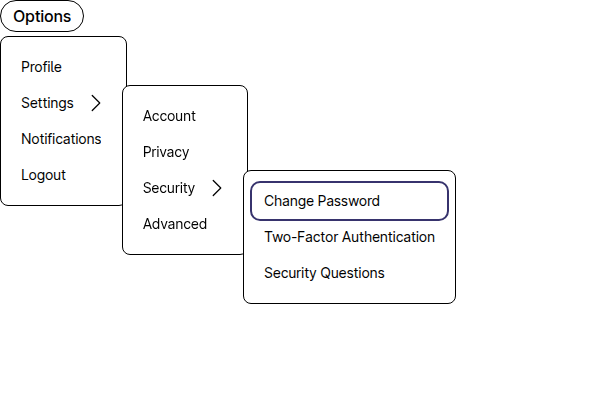 Options
Profile
Settings
Notifications
Logout
Account
Privacy
Security
Advanced
Change Password
Two-Factor Authentication
Security Questions